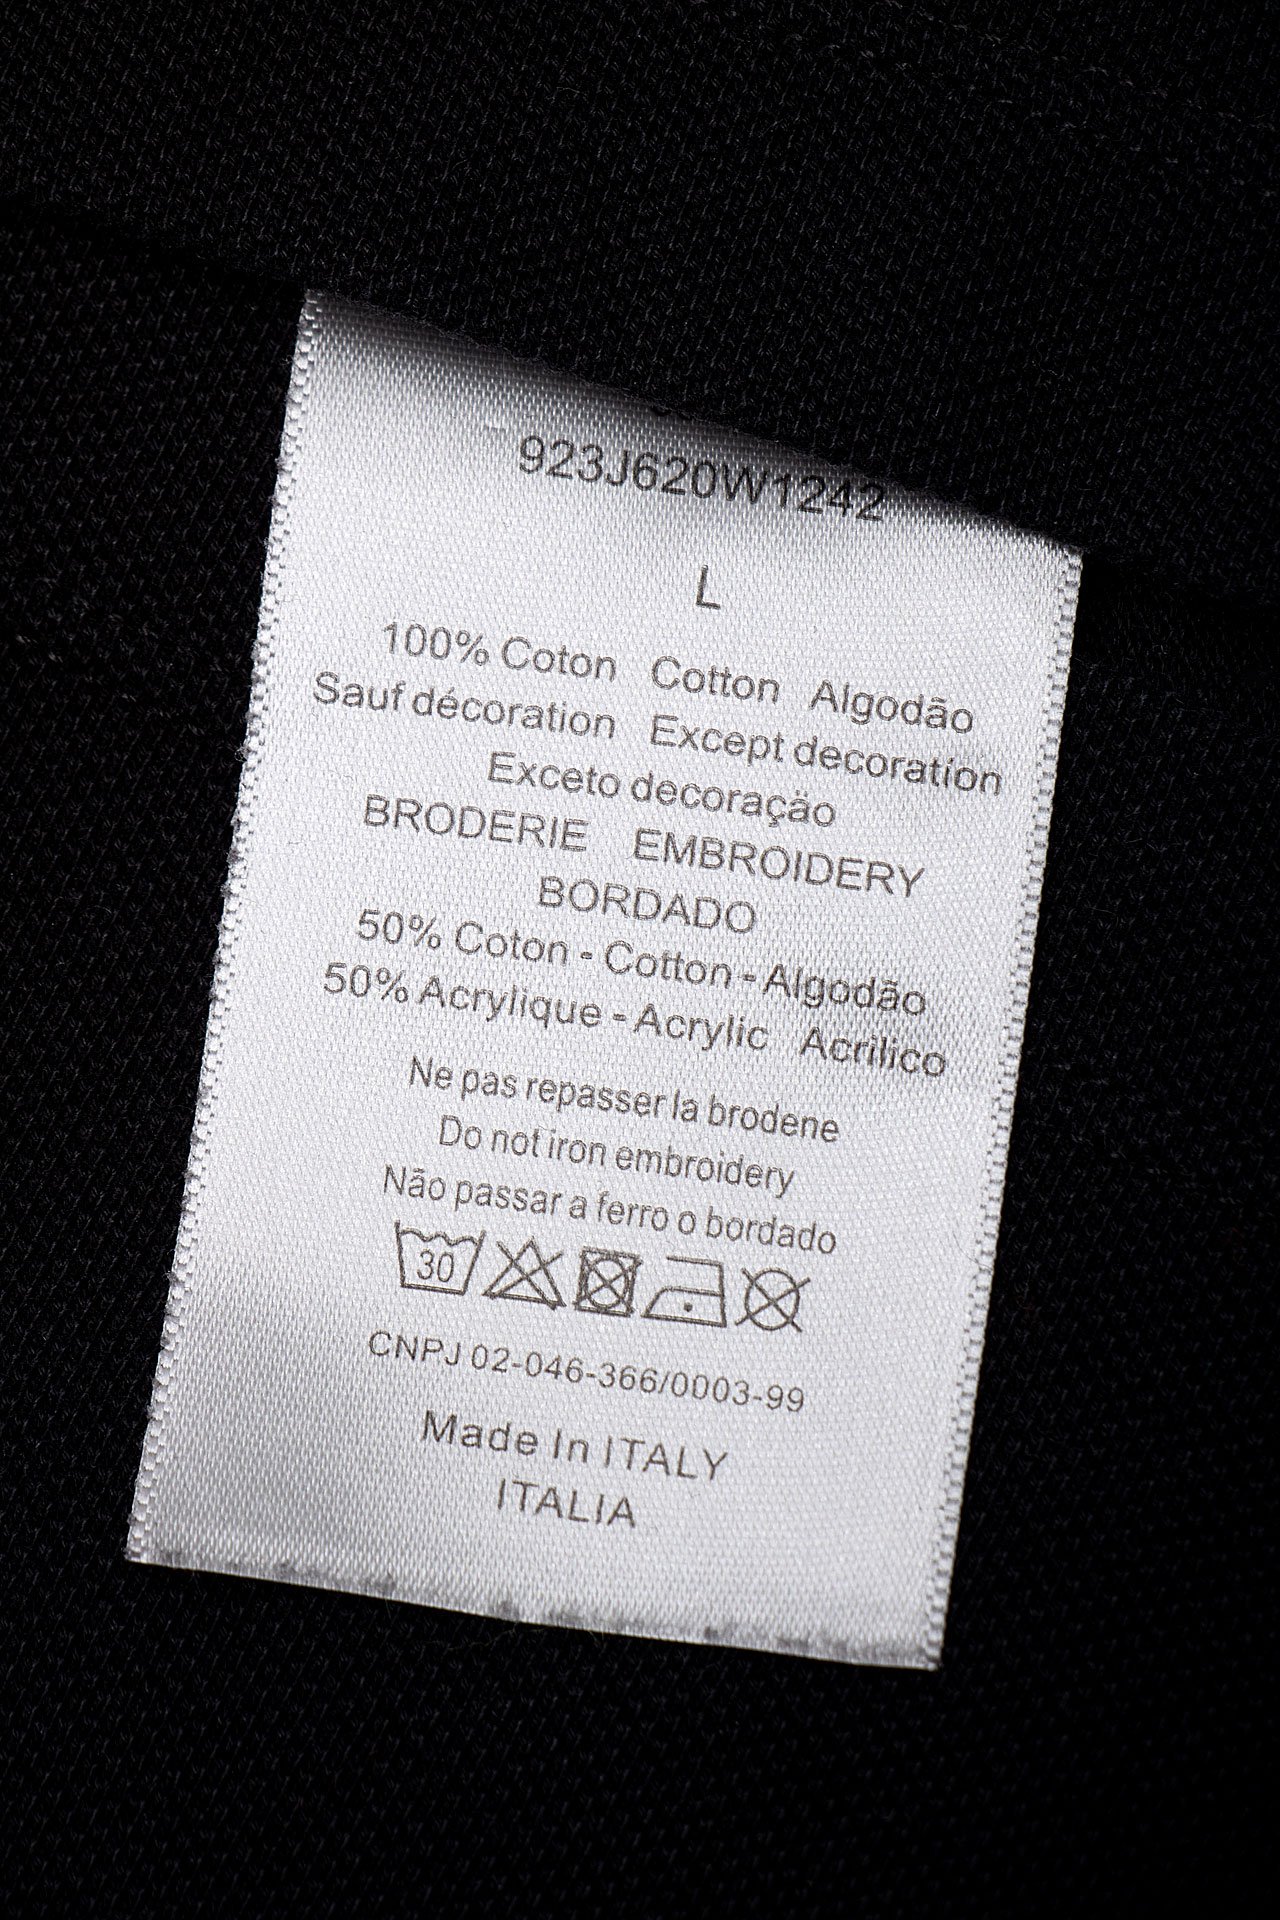 923J620W1242
L
100% Coton Cotton Algodão
Sauf décoration Except decoration
Exceto decoraçäo
BRODERIE EMBROIDERY
BORDADO
50% Coton - Cotton - Algodão
50% Acrylique - Acrylic Acrilico
Ne pas repasser la brodene
Do not iron embroidery
Não passar a ferro o bordado
30
CNPJ 02-046-366/0003-99
Made In ITALY
ITALIA